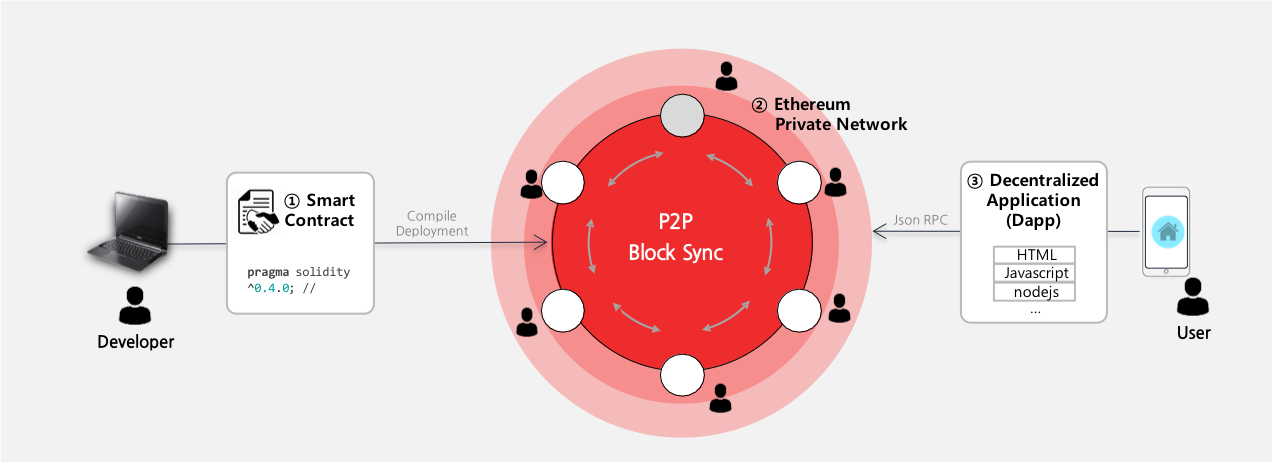 ① Smart
Contract
pragma solidity
^0.4.0; //
Developer
Compile
Deployment
② Ethereum
Private Network
P2P
Block Sync
Json RPC
③ Decentralized
Application
(Dapp)
HTML
Javascript
nodejs
...
User